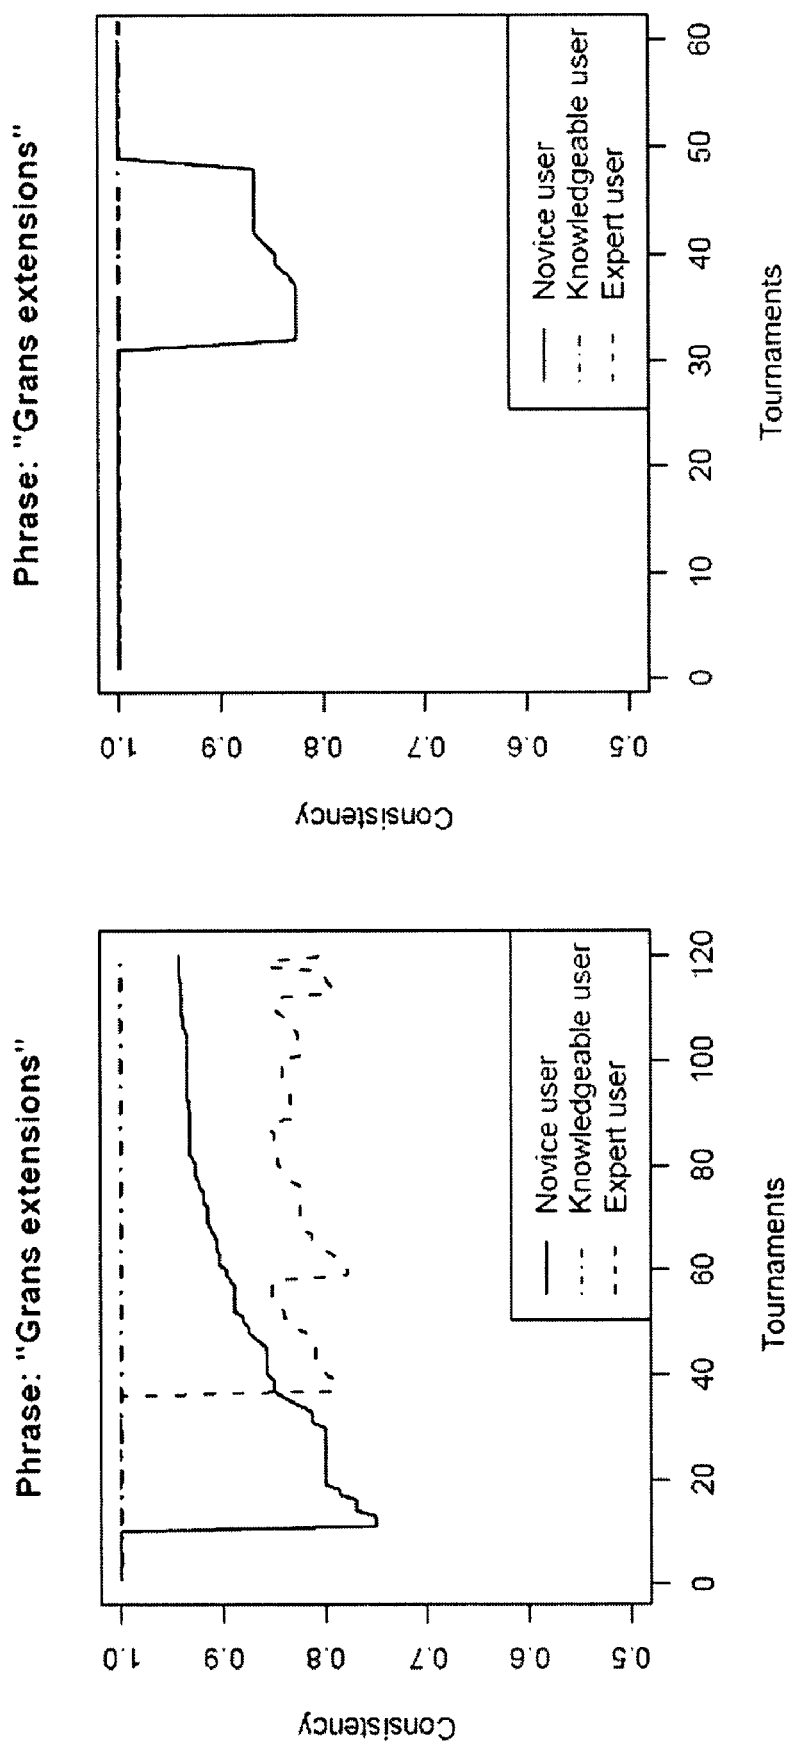 Phrase: "Grans extensions"
Consistency
1.0
0.9
0.8
0.7
0.6
0.5
0 20 40 60 80 100 120
Tournaments
Novice user
Knowledgeable user
Expert user
Phrase: "Grans extensions"
Consistency
1.0
0.9
0.8
0.7
0.6
0.5
0 10 20 30 40 50 60
Tournaments
Novice user
Knowledgeable user
Expert user